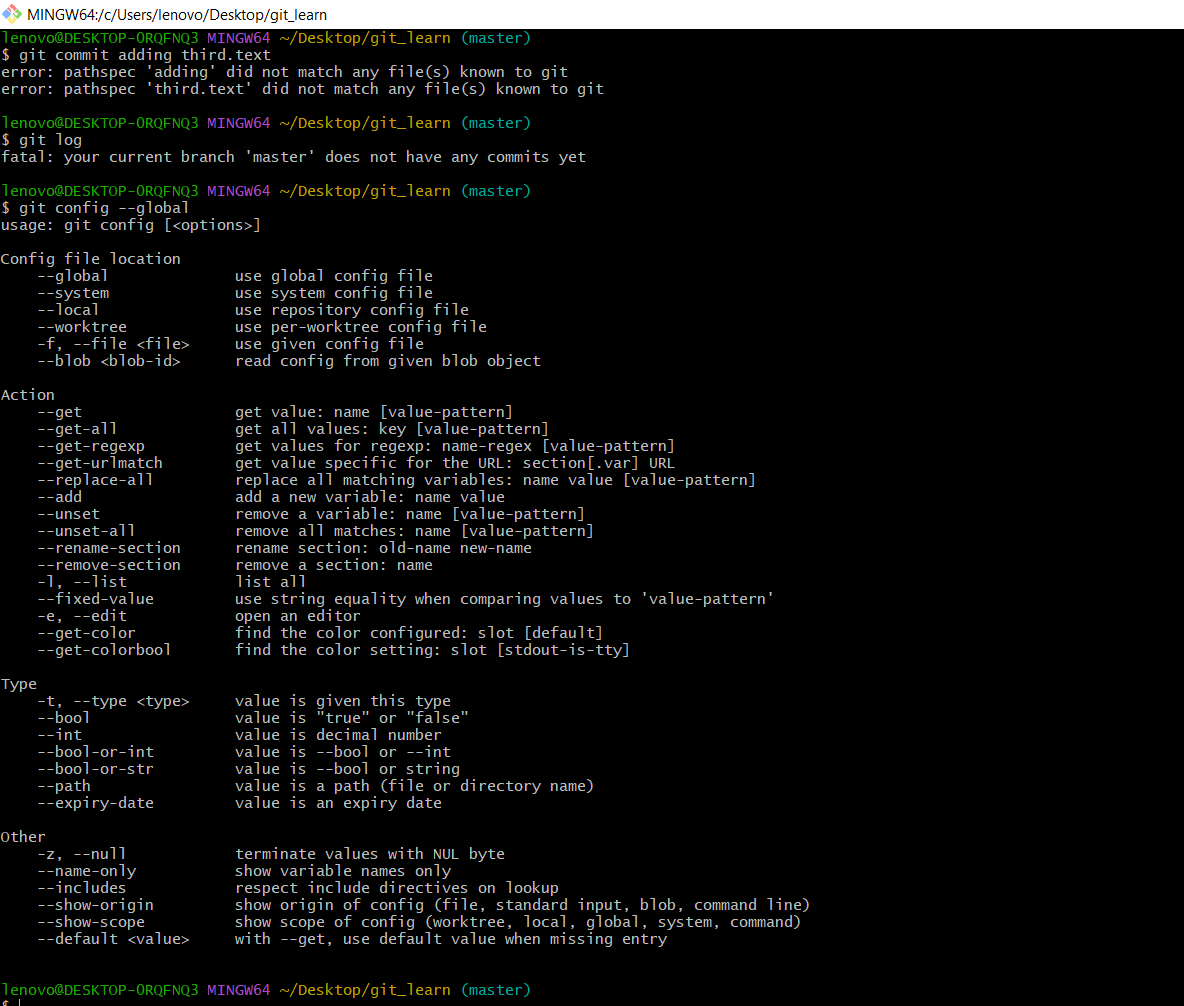 MINGW64:/c/Users/lenovo/Desktop/git_learn
lenovo@DESKTOP-0RQFNQ3 MINGW64 ~/Desktop/git_learn (master)
$ git commit adding third.text
error: pathspec 'adding' did not match any file(s) known to git
error: pathspec 'third.text' did not match any file(s) known to git

lenovo@DESKTOP-0RQFNQ3 MINGW64 ~/Desktop/git_learn (master)
$ git log
fatal: your current branch 'master' does not have any commits yet

lenovo@DESKTOP-0RQFNQ3 MINGW64 ~/Desktop/git_learn (master)
$ git config --global
usage: git config [<options>]

Config file location
    --global              use global config file
    --system              use system config file
    --local               use repository config file
    --worktree            use per-worktree config file
    -f, --file <file>     use given config file
    --blob <blob-id>      read config from given blob object

Action
    --get                 get value: name [value-pattern]
    --get-all             get all values: key [value-pattern]
    --get-regexp          get values for regexp: name-regex [value-pattern]
    --get-urlmatch        get value specific for the URL: section[.var] URL
    --replace-all         replace all matching variables: name value [value-pattern]
    --add                 add a new variable: name value
    --unset               remove a variable: name [value-pattern]
    --unset-all           remove all matches: name [value-pattern]
    --rename-section      rename section: old-name new-name
    --remove-section      remove a section: name
    -l, --list            list all
    --fixed-value         use string equality when comparing values to 'value-pattern'
    -e, --edit            open an editor
    --get-color           find the color configured: slot [default]
    --get-colorbool       find the color setting: slot [stdout-is-tty]

Type
    -t, --type <type>     value is given this type
    --bool                value is "true" or "false"
    --int                 value is decimal number
    --bool-or-int         value is --bool or --int
    --bool-or-str         value is --bool or string
    --path                value is a path (file or directory name)
    --expiry-date         value is an expiry date

Other
    -z, --null            terminate values with NUL byte
    --name-only           show variable names only
    --includes            respect include directives on lookup
    --show-origin         show origin of config (file, standard input, blob, command line)
    --show-scope          show scope of config (worktree, local, global, system, command)
    --default <value>     with --get, use default value when missing entry


lenovo@DESKTOP-0RQFNQ3 MINGW64 ~/Desktop/git_learn (master)
$